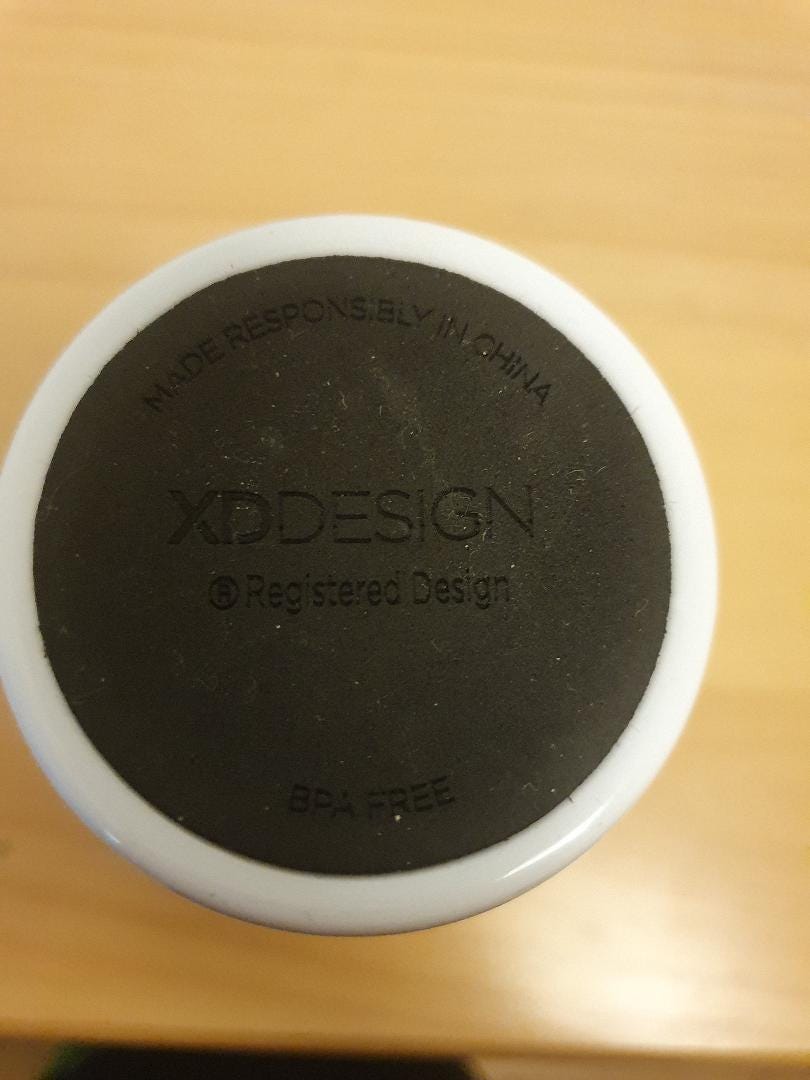 MADE RESPONSIBLY IN CHINA
XDDESIGN
® Registered Design
BPA FREE